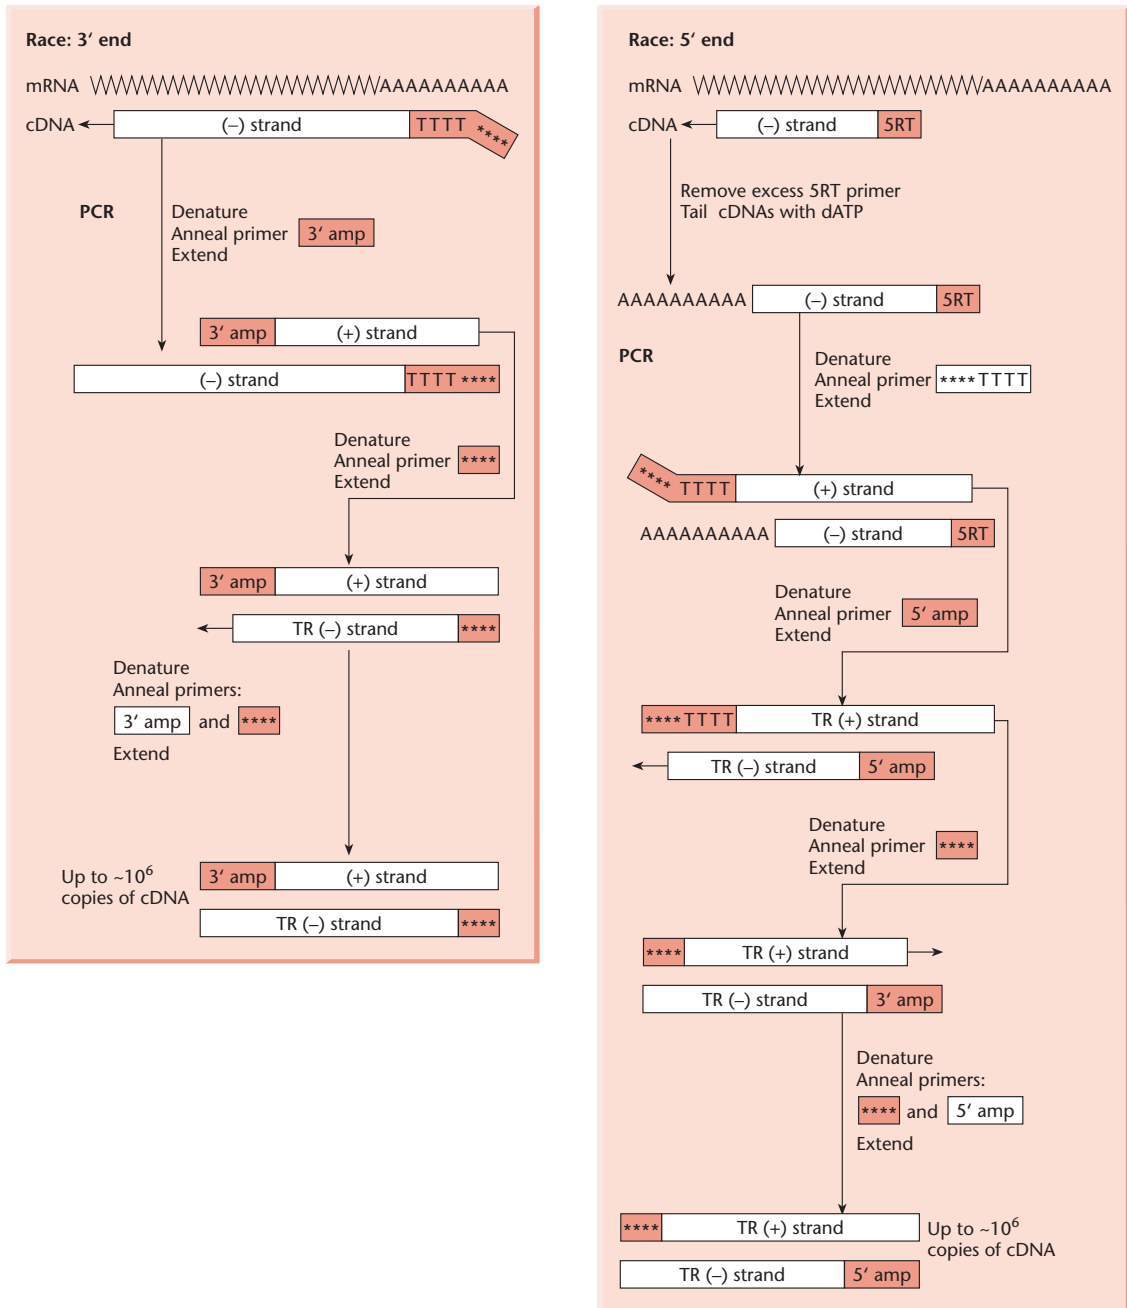 Race: 3′ end
mRNA AAAAAAAAAA
cDNA (–) strand TTTT ****
PCR
Denature
Anneal primer 3′ amp
Extend
3′ amp (+) strand
(–) strand TTTT ****
Denature
Anneal primer ****
Extend
3′ amp (+) strand
TR (–) strand ****
Denature
Anneal primers:
3′ amp and ****
Extend
Up to ~10⁶
copies of cDNA
3′ amp (+) strand
TR (–) strand ****
Race: 5′ end
mRNA AAAAAAAAAA
cDNA (–) strand 5RT
Remove excess 5RT primer
Tail cDNAs with dATP
AAAAAAAAAA (–) strand 5RT
PCR
Denature
Anneal primer ****TTTT
Extend
**** TTTT (+) strand
AAAAAAAAAA (–) strand 5RT
Denature
Anneal primer 5′ amp
Extend
****TTTT TR (+) strand
TR (–) strand 5′ amp
Denature
Anneal primer ****
Extend
**** TR (+) strand
TR (–) strand 3′ amp
Denature
Anneal primers:
**** and 5′ amp
Extend
**** TR (+) strand
TR (–) strand 5′ amp
Up to ~10⁶
copies of cDNA